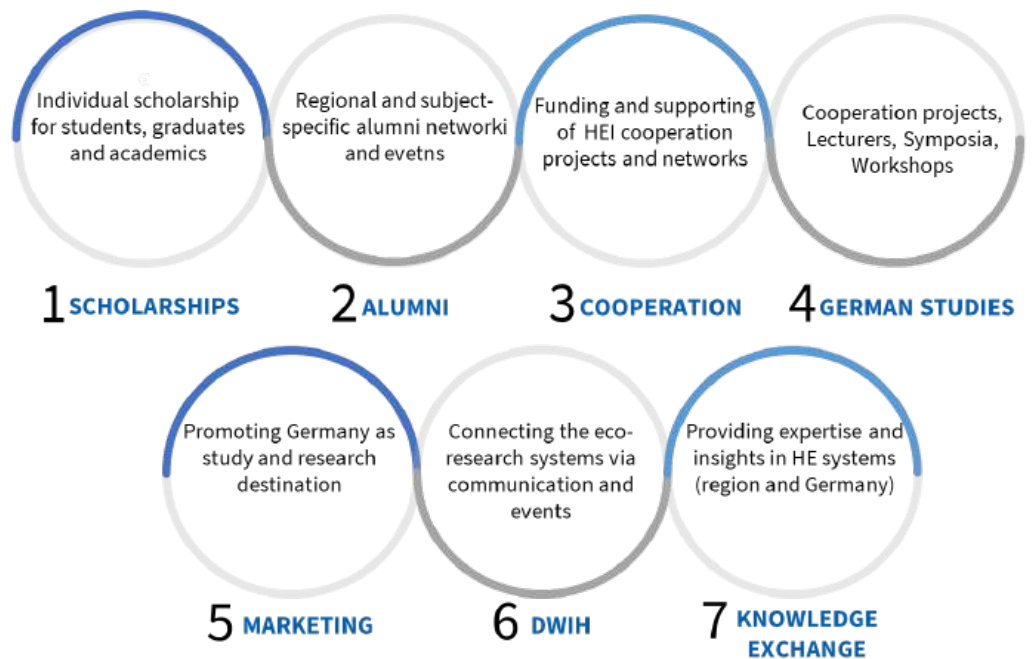 Individual scholarship
for students, graduates
and academics
Regional and subject-
specific alumni networki
and evetns
Funding and supporting
of HEI cooperation
projects and networks
Cooperation projects,
Lecturers, Symposia,
Workshops
1 SCHOLARSHIPS
2 ALUMNI
3 COOPERATION
4 GERMAN STUDIES
Promoting Germany as
study and research
destination
Connecting the eco-
research systems via
communication and
events
Providing expertise and
insights in HE systems
(region and Germany)
5 MARKETING
6 DWIH
7 KNOWLEDGE
EXCHANGE